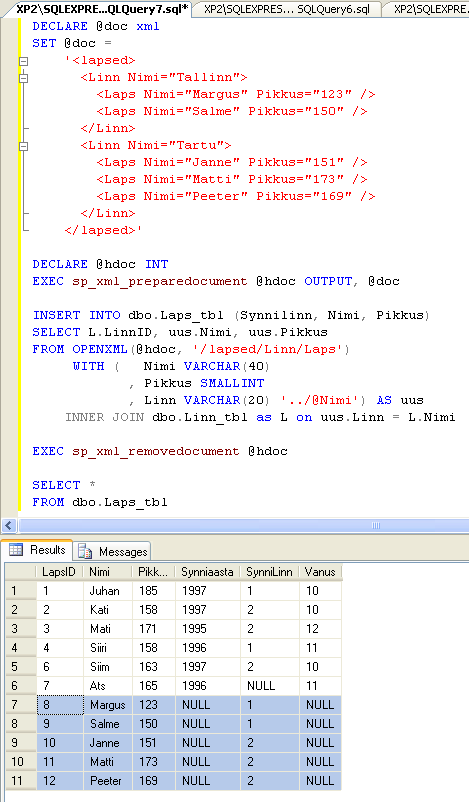 XP2\SQLEXPRE...QLQuery7.sql* XP2\SQLEXPRES... SQLQuery6.sql XP2\SQLEXPRE
DECLARE @doc xml
SET @doc =
'<lapsed>
<Linn Nimi="Tallinn">
<Laps Nimi="Margus" Pikkus="123" />
<Laps Nimi="Salme" Pikkus="150" />
</Linn>
<Linn Nimi="Tartu">
<Laps Nimi="Janne" Pikkus="151" />
<Laps Nimi="Matti" Pikkus="173" />
<Laps Nimi="Peeter" Pikkus="169" />
</Linn>
</lapsed>'
DECLARE @hdoc INT
EXEC sp_xml_preparedocument @hdoc OUTPUT, @doc
INSERT INTO dbo.Laps_tbl (Synnilinn, Nimi, Pikkus)
SELECT L.LinnID, uus.Nimi, uus.Pikkus
FROM OPENXML(@hdoc, '/lapsed/Linn/Laps')
WITH ( Nimi VARCHAR(40)
, Pikkus SMALLINT
, Linn VARCHAR(20) '../@Nimi') AS uus
INNER JOIN dbo.Linn_tbl as L on uus.Linn = L.Nimi
EXEC sp_xml_removedocument @hdoc
SELECT *
FROM dbo.Laps_tbl
Results Messages
LapsID Nimi Pikk... Synniaasta SynniLinn Vanus
1 1 Juhan 185 1997 1 10
2 2 Kati 158 1997 2 10
3 3 Mati 171 1995 2 12
4 4 Siiri 158 1996 1 11
5 6 Siim 163 1997 2 10
6 7 Ats 165 1996 NULL 11
7 8 Margus 123 NULL 1 NULL
8 9 Salme 150 NULL 1 NULL
9 10 Janne 151 NULL 2 NULL
10 11 Matti 173 NULL 2 NULL
11 12 Peeter 169 NULL 2 NULL